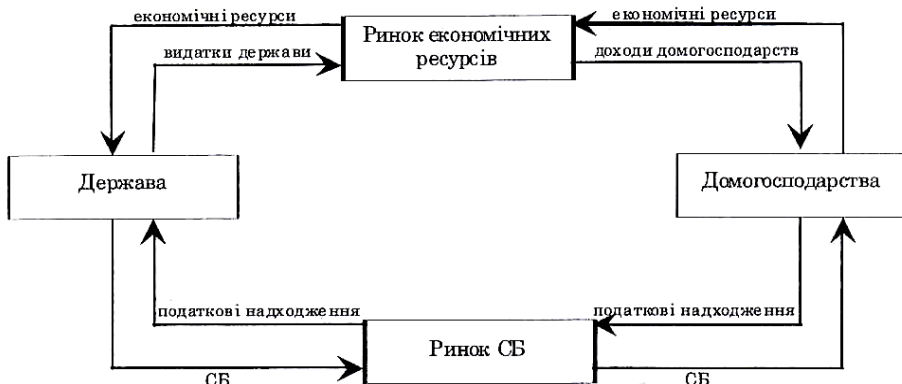 економічні ресурси
економічні ресурси
Ринок економічних
ресурсів
видатки держави
доходи домогосподарств
Держава
Домогосподарства
податкові надходження
податкові надходження
Ринок СБ
СБ
СБ